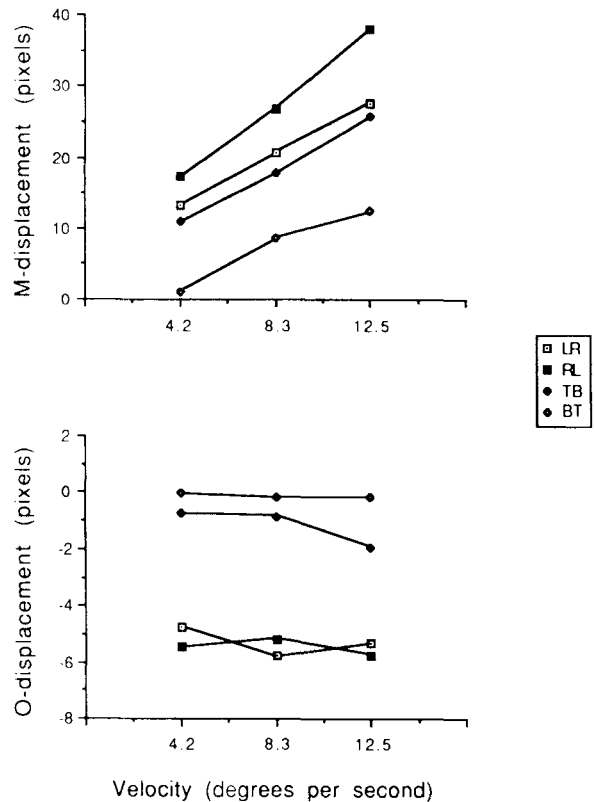 M-displacement (pixels)
40
30
20
10
0
4.2 8.3 12.5
LR
RL
TB
BT
O-displacement (pixels)
2
0
-2
-4
-6
-8
4.2 8.3 12.5
Velocity (degrees per second)